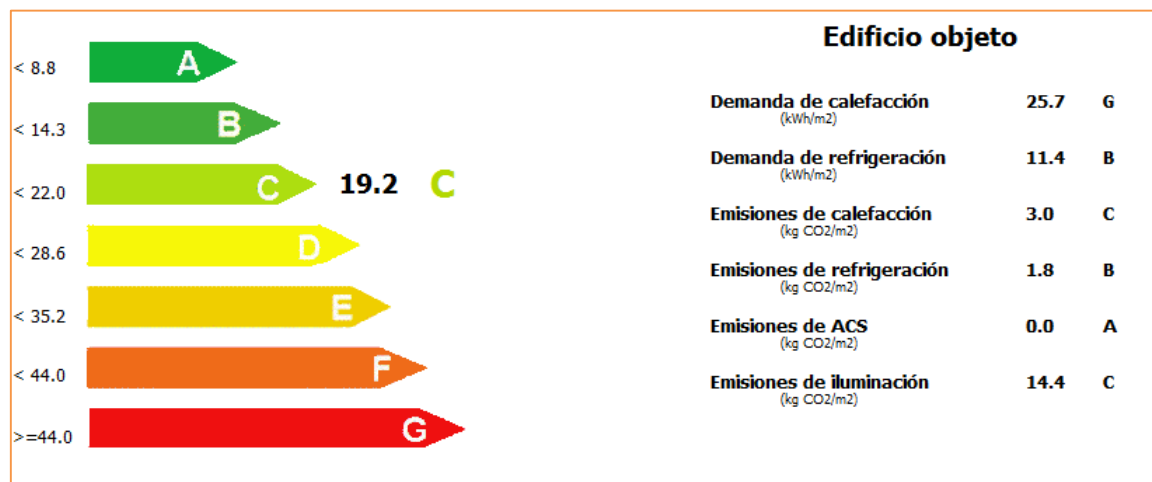 Edificio objeto
< 8.8 A
< 14.3 B
< 22.0 C 19.2 C
< 28.6 D
< 35.2 E
< 44.0 F
>=44.0 G
Demanda de calefacción 25.7 G
(kWh/m2)
Demanda de refrigeración 11.4 B
(kWh/m2)
Emisiones de calefacción 3.0 C
(kg CO2/m2)
Emisiones de refrigeración 1.8 B
(kg CO2/m2)
Emisiones de ACS 0.0 A
(kg CO2/m2)
Emisiones de iluminación 14.4 C
(kg CO2/m2)